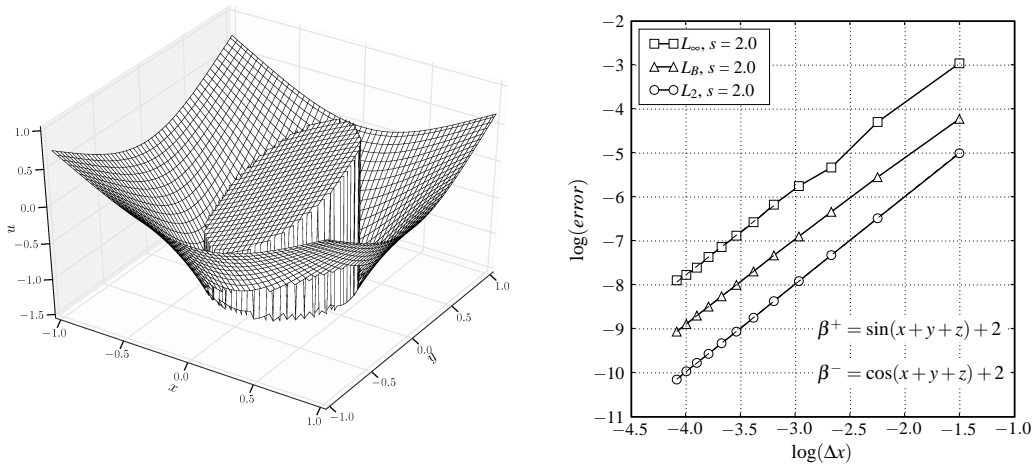 1.0
0.5
0.0
−0.5
−1.0
−1.5
u
−1.0
−0.5
0.0
0.5
1.0
x
−1.0
−0.5
0.0
0.5
1.0
y
−2
−3
−4
−5
−6
−7
−8
−9
−10
−11
log(error)
L∞, s = 2.0
L_B, s = 2.0
L_2, s = 2.0
β⁺ = sin(x+y+z)+2
β⁻ = cos(x+y+z)+2
−4.5 −4.0 −3.5 −3.0 −2.5 −2.0 −1.5 −1.0
log(Δx)